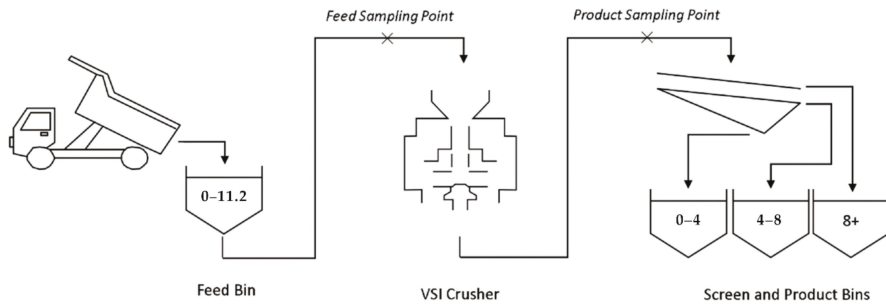 Feed Sampling Point
Product Sampling Point
0–11.2
0–4
4–8
8+
Feed Bin
VSI Crusher
Screen and Product Bins